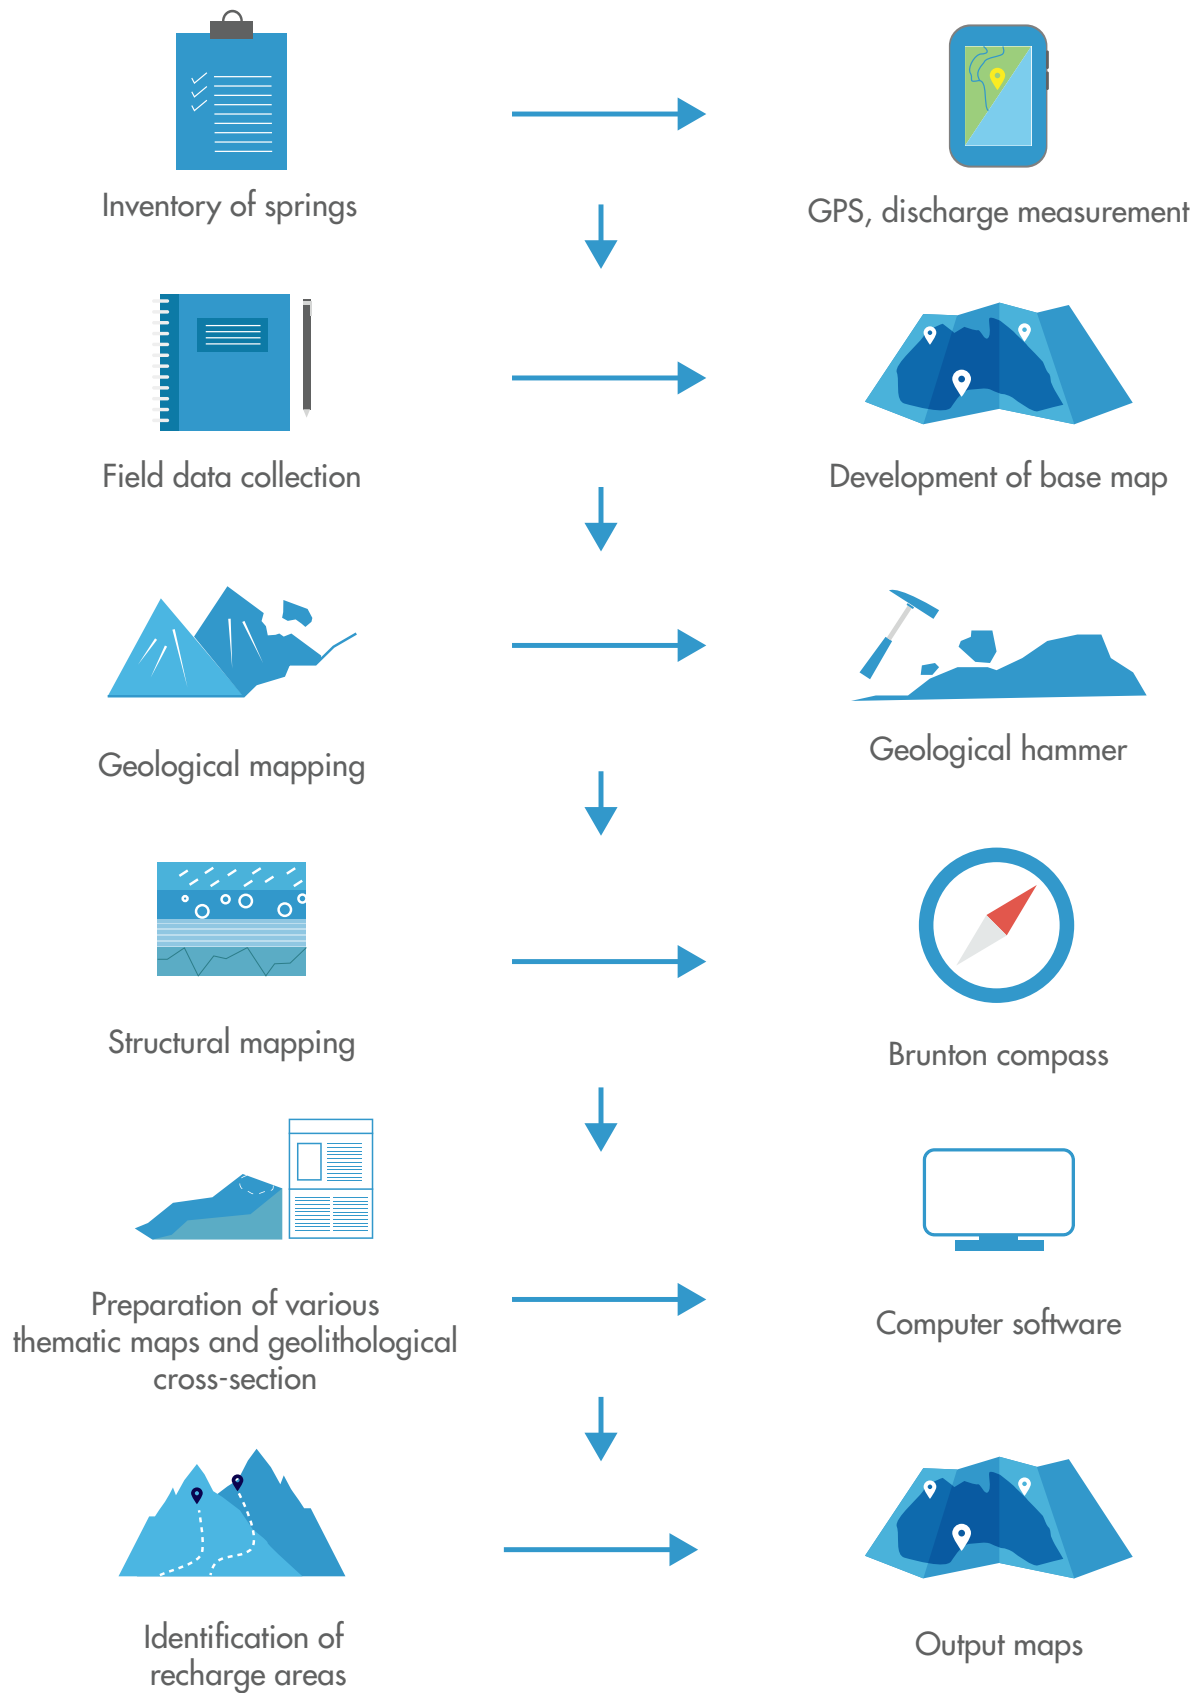 Inventory of springs
GPS, discharge measurement
Field data collection
Development of base map
Geological mapping
Geological hammer
Structural mapping
Brunton compass
Preparation of various
thematic maps and geolithological
cross-section
Computer software
Identification of
recharge areas
Output maps